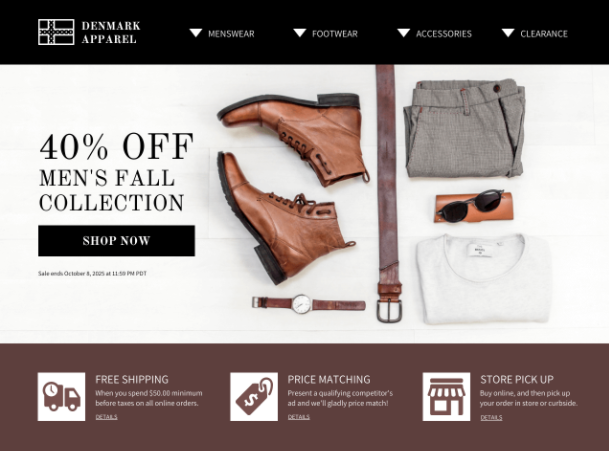 DENMARK
APPAREL
MENSWEAR
FOOTWEAR
ACCESSORIES
CLEARANCE
40% OFF
MEN'S FALL
COLLECTION
SHOP NOW
Sale ends October 8, 2025 at 11:59 PM PDT
FREE SHIPPING
When you spend $50.00 minimum
before taxes on all online orders.
DETAILS
PRICE MATCHING
Present a qualifying competitor's
ad and we'll gladly price match!
DETAILS
STORE PICK UP
Buy online, and then pick up
your order in store or curbside.
DETAILS